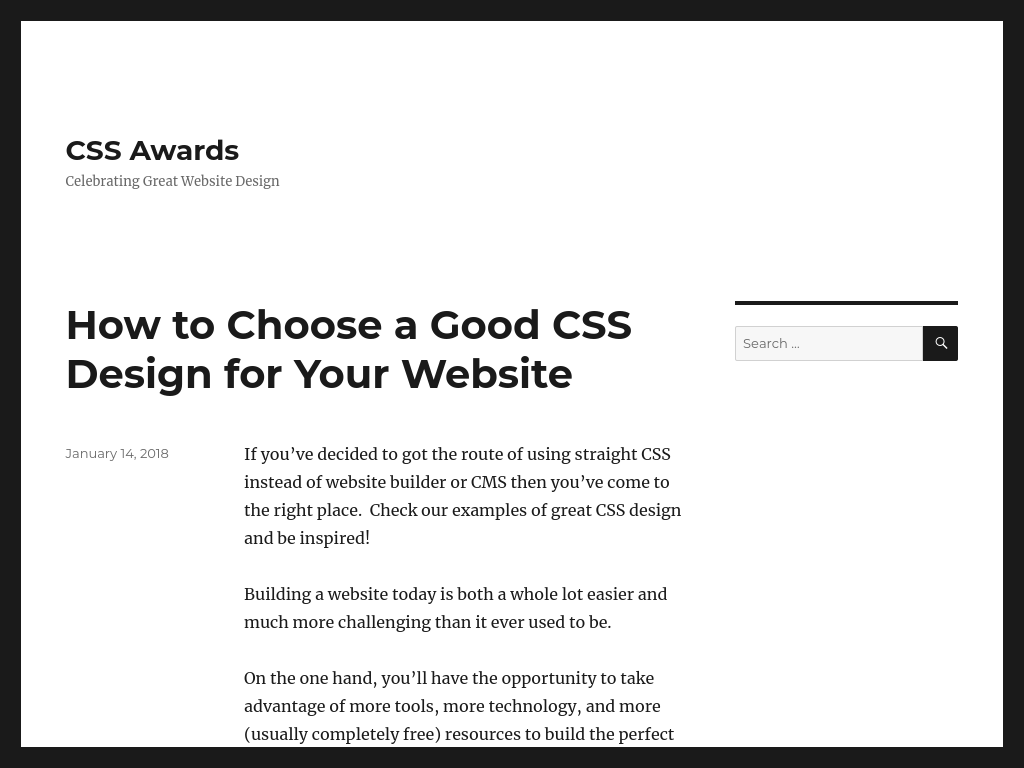 CSS Awards
Celebrating Great Website Design
How to Choose a Good CSS
Design for Your Website
Search …
January 14, 2018
If you’ve decided to got the route of using straight CSS
instead of website builder or CMS then you’ve come to
the right place.  Check our examples of great CSS design
and be inspired!
Building a website today is both a whole lot easier and
much more challenging than it ever used to be.
On the one hand, you’ll have the opportunity to take
advantage of more tools, more technology, and more
(usually completely free) resources to build the perfect